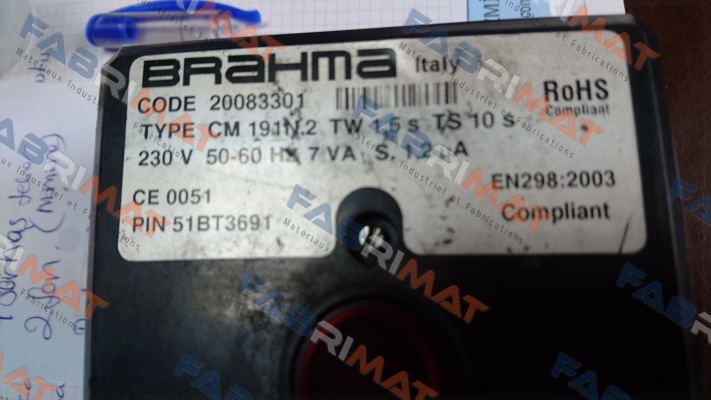 BRAHMA Italy
RoHS
Compliant
CODE 20083301
TYPE CM 191N.2 TW 1,5 s TS 10 s
230 V 50-60 Hz 7 VA
A
EN298:2003
Compliant
CE 0051
PIN 51BT3691
FABRIMAT
Materiaux Industriels et Fabrications